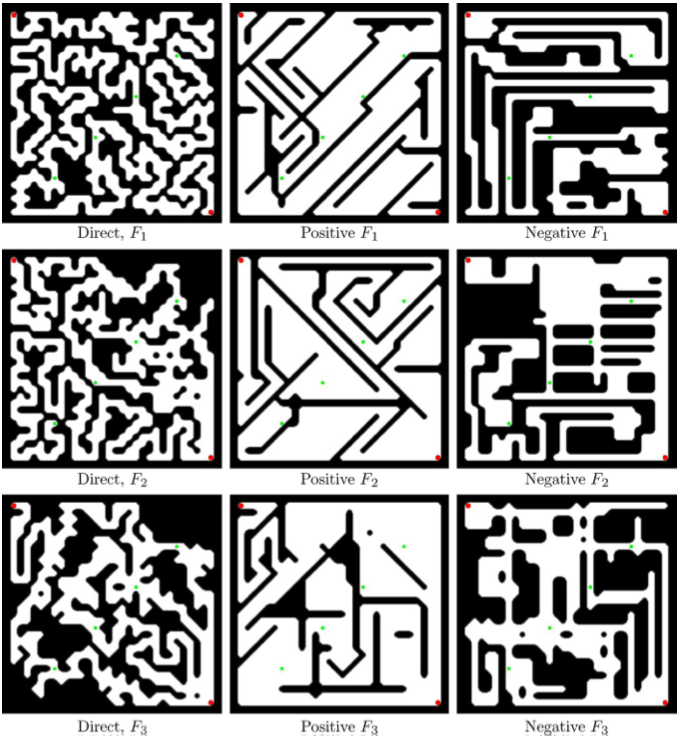 Direct, F1 Positive F1 Negative F1
Direct, F2 Positive F2 Negative F2
Direct, F3 Positive F3 Negative F3